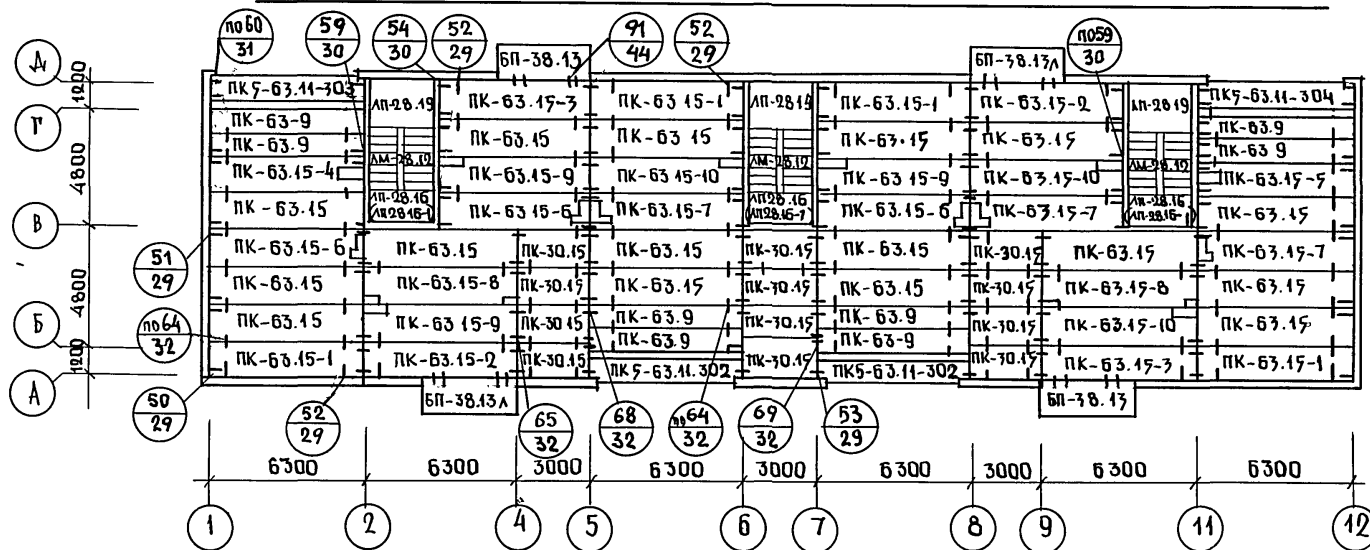 по 60
31
59
30
54
30
52
29
91
44
52
29
по59
30
Д
Г
В
Б
А
1200
4800
4800
1200
БП-38.13
БП-38.13л
ПК5-63.11-303
ПК-63-9
ПК-63.9
ПК-63.15-4
ПК-63.15
ПК-63.15-6
ПК-63.15
ПК-63.15
ПК-63.15-1
ЛП-28.19
ЛМ-28.12
ЛП-28.16
(ЛП28.16-1)
ПК-63.15-3
ПК-63.15
ПК-63.15-9
ПК-63 15-6
ПК-63.15
ПК-63.15-8
ПК-63 15-9
ПК-63.15-2
ПК-30.15
ПК-30.15
ПК-30.15
ПК-30.15
ПК-63 15-1
ПК-63 15
ПК-63 15-10
ПК-63.15-7
ПК-63.15
ПК-63.15
ПК-63.9
ПК-63.9
ПК5-63.11.302
ЛП-28.19
ЛМ-28.12
ЛП28.16
(ЛП28.16-1)
ПК-30.15
ПК-30.15
ПК-30.15
ПК-30.15
ПК-63.15-1
ПК-63.15
ПК-63.15-9
ПК-63.15-6
ПК-63.15
ПК-63.15
ПК-63.9
ПК-63-9
ПК5-63.11-302
ПК-63.15-2
ПК-63.15
ПК-63.15-10
ПК-63.15-7
ПК-30.15
ПК-30.15
ПК-30.15
ПК-30.15
ПК-63.15
ПК-63.15-8
ПК-63.15-10
ПК-63.15-3
ЛП-28.19
ЛМ-28.12
ЛП-28.16
(ЛП28.16-1)
ПК5-63.11-304
ПК-63.9
ПК-63 9
ПК-63.15-5
ПК-63.15
ПК-63.15-7
ПК-63.15
ПК-63.15
ПК-63.15-1
БП-38.13л
БП-38.13
51
29
по64
32
50
29
52
29
65
32
68
32
по64
32
69
32
53
29
6300
6300
3000
6300
3000
6300
3000
6300
6300
1
2
4
5
6
7
8
9
11
12